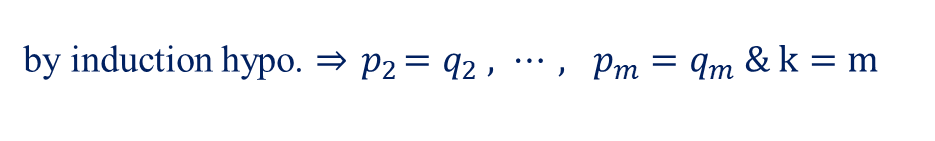 by induction hypo. ⇒ p₂ = q₂ , ⋯ , pₘ = qₘ & k = m